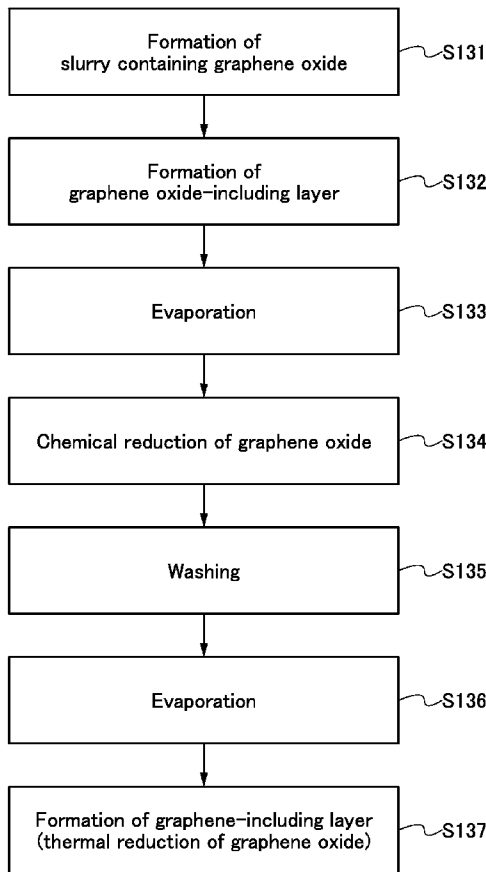 Formation of
slurry containing graphene oxide
S131
Formation of
graphene oxide-including layer
S132
Evaporation
S133
Chemical reduction of graphene oxide
S134
Washing
S135
Evaporation
S136
Formation of graphene-including layer
(thermal reduction of graphene oxide)
S137